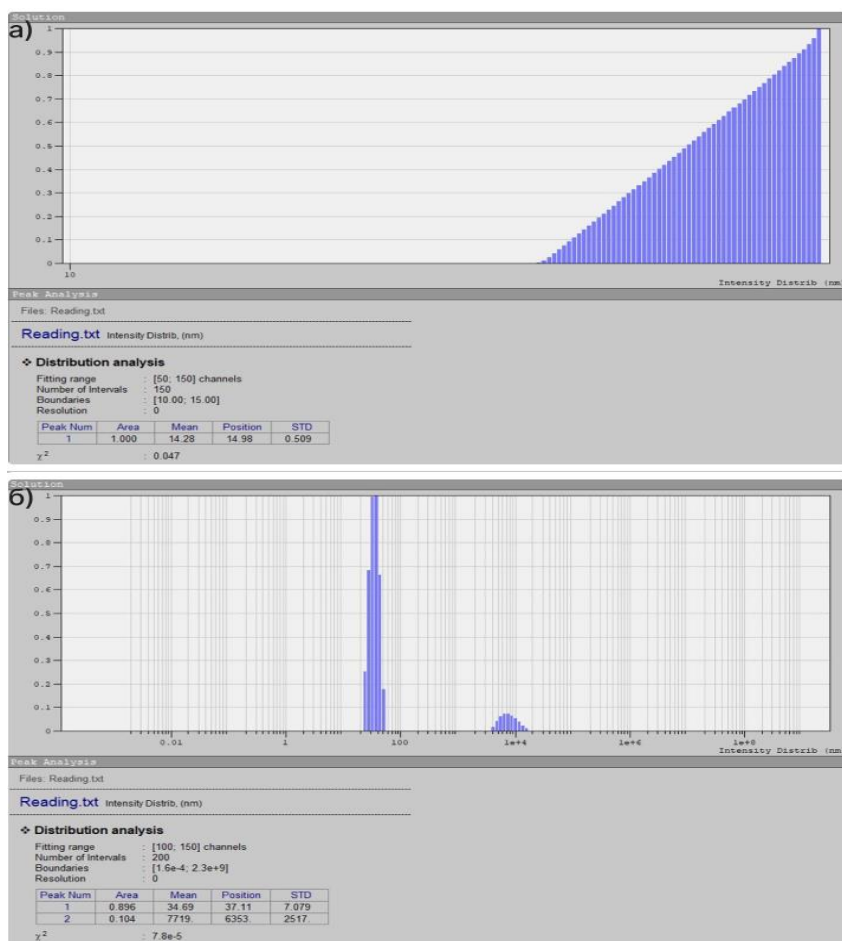 Solution
а)
1
0.9
0.8
0.7
0.6
0.5
0.4
0.3
0.2
0.1
0
10
Intensity Distrib (nm
Peak Analysis
Files: Reading.txt
Reading.txt Intensity Distrib, (nm)
❖ Distribution analysis
Fitting range : [50; 150] channels
Number of Intervals : 150
Boundaries : [10.00; 15.00]
Resolution : 0
Peak Num Area Mean Position STD
1 1.000 14.28 14.98 0.509
χ² : 0.047
Solution
б)
1
0.9
0.8
0.7
0.6
0.5
0.4
0.3
0.2
0.1
0
0.01 1 100 1e+4 1e+6 1e+8
Intensity Distrib (nm
Peak Analysis
Files: Reading.txt
Reading.txt Intensity Distrib, (nm)
❖ Distribution analysis
Fitting range : [100; 150] channels
Number of Intervals : 200
Boundaries : [1.6e-4; 2.3e+9]
Resolution : 0
Peak Num Area Mean Position STD
1 0.896 34.69 37.11 7.079
2 0.104 7719. 6353. 2517.
χ² : 7.8e-5